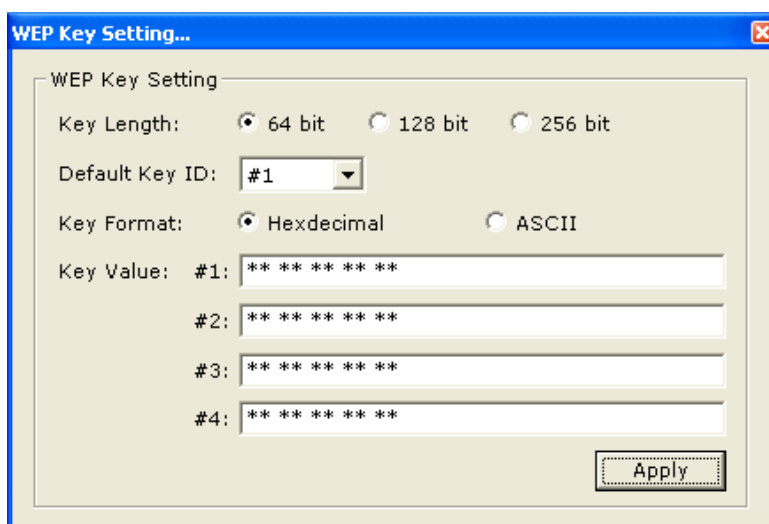 WEP Key Setting...
WEP Key Setting
Key Length: 64 bit 128 bit 256 bit
Default Key ID: #1
Key Format: Hexdecimal ASCII
Key Value: #1: ** ** ** ** **
#2: ** ** ** ** **
#3: ** ** ** ** **
#4: ** ** ** ** **
Apply